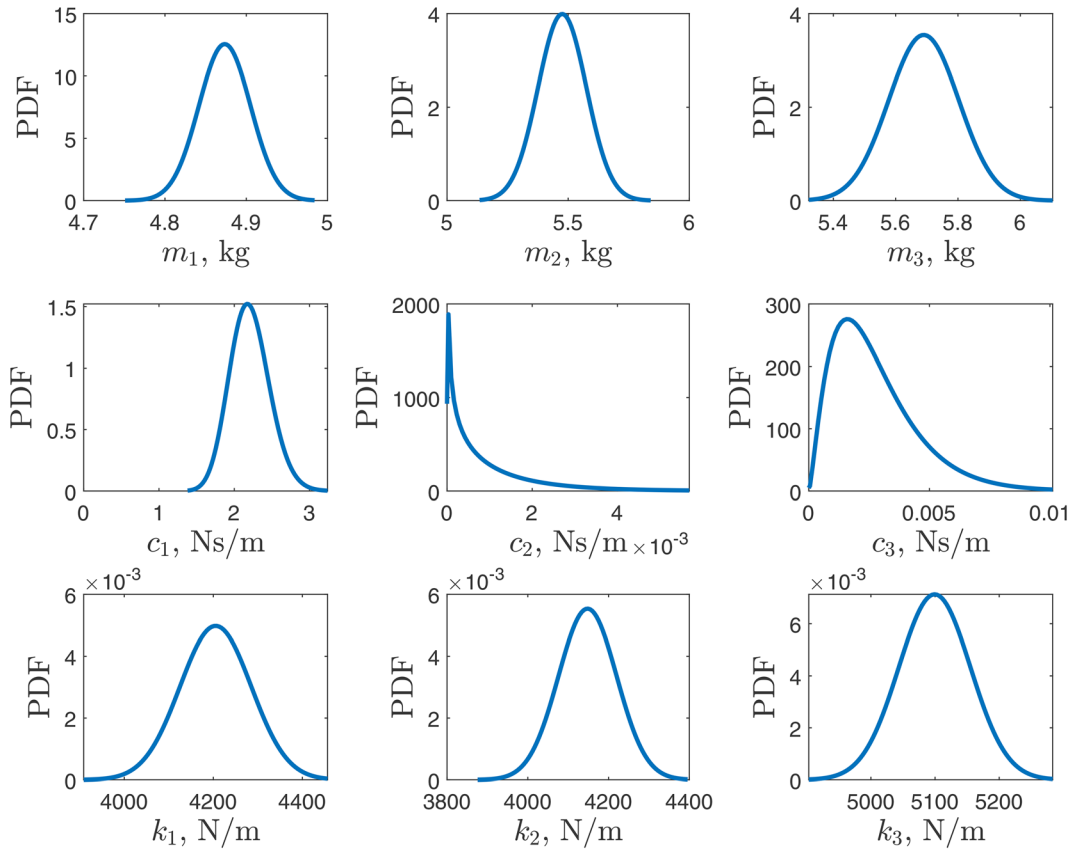 PDF
15
10
5
0
4.7 4.8 4.9 5
m₁, kg
PDF
4
2
0
5 5.5 6
m₂, kg
PDF
4
2
0
5.4 5.6 5.8 6
m₃, kg
PDF
1.5
1
0.5
0
0 1 2 3
c₁, Ns/m
PDF
2000
1000
0
0 2 4
c₂, Ns/m ×10⁻³
PDF
300
200
100
0
0 0.005 0.01
c₃, Ns/m
×10⁻³
PDF
6
4
2
0
4000 4200 4400
k₁, N/m
PDF
6
4
2
0
3800 4000 4200 4400
k₂, N/m
×10⁻³
PDF
6
4
2
0
5000 5100 5200
k₃, N/m